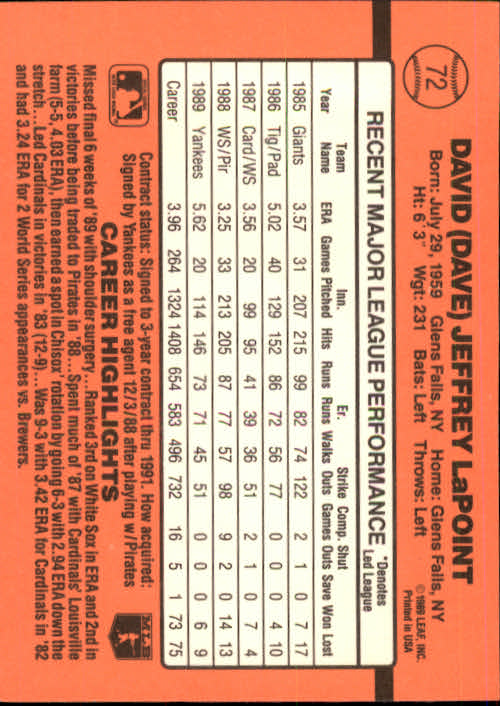 72
DAVID (DAVE) JEFFREY LaPOINT
Born: July 29, 1959 Glens Falls, NY Home: Glens Falls, NY
Ht: 6' 3" Wgt: 231 Bats: Left Throws: Left
© 1989 LEAF, INC.
Printed in USA
RECENT MAJOR LEAGUE PERFORMANCE
*Denotes
Led League
Team Inn. Er. Strike Comp. Shut
Year Name ERA Games Pitched Hits Runs Runs Walks Outs Games Outs Save Won Lost
1985 Giants 3.57 31 207 215 99 82 74 122 2 1 0 7 17
1986 Tig/Pad 5.02 40 129 152 86 72 56 77 0 0 0 4 10
1987 Card/WS 3.56 20 99 95 41 39 36 51 2 1 0 7 4
1988 WS/Pir 3.25 33 213 205 87 77 57 98 9 2 0 14 13
1989 Yankees 5.62 20 114 146 73 71 45 51 0 0 0 6 9
Career 3.96 264 1324 1408 654 583 496 732 16 5 1 73 75
Contract status: Signed to 3-year contract thru 1991. How acquired:
Signed by Yankees as a free agent 12/3/88 after playing w/Pirates
MLB
CAREER HIGHLIGHTS
Missed final 6 weeks of '89 with shoulder surgery...Ranked 3rd on White Sox in ERA and 2nd in
victories before being traded to Pirates in '88...Spent much of '87 with Cardinals' Louisville
farm (5-5, 4.03 ERA), then earned a spot in Chisox' rotation by going 6-3 with 2.94 ERA down the
stretch...Led Cardinals in victories in '83 (12-9)...Was 9-3 with 3.42 ERA for Cardinals in '82
and had 3.24 ERA for 2 World Series appearances vs. Brewers.